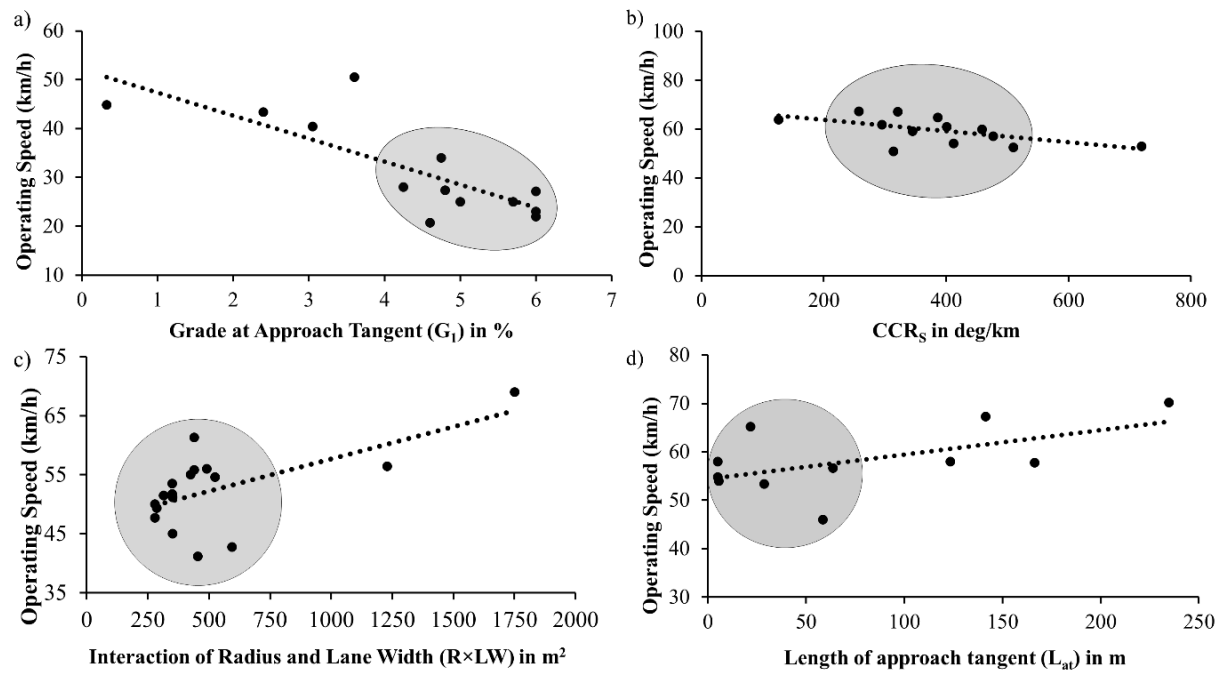 a)
Operating Speed (km/h)
60
50
40
30
20
10
0 1 2 3 4 5 6 7
Grade at Approach Tangent (G₁) in %
b)
Operating Speed (km/h)
100
80
60
40
20
0
0 200 400 600 800
CCRS in deg/km
c)
Operating Speed (km/h)
75
65
55
45
35
0 250 500 750 1000 1250 1500 1750 2000
Interaction of Radius and Lane Width (R×LW) in m²
d)
Operating Speed (km/h)
80
70
60
50
40
30
0 50 100 150 200 250
Length of approach tangent (Lat) in m